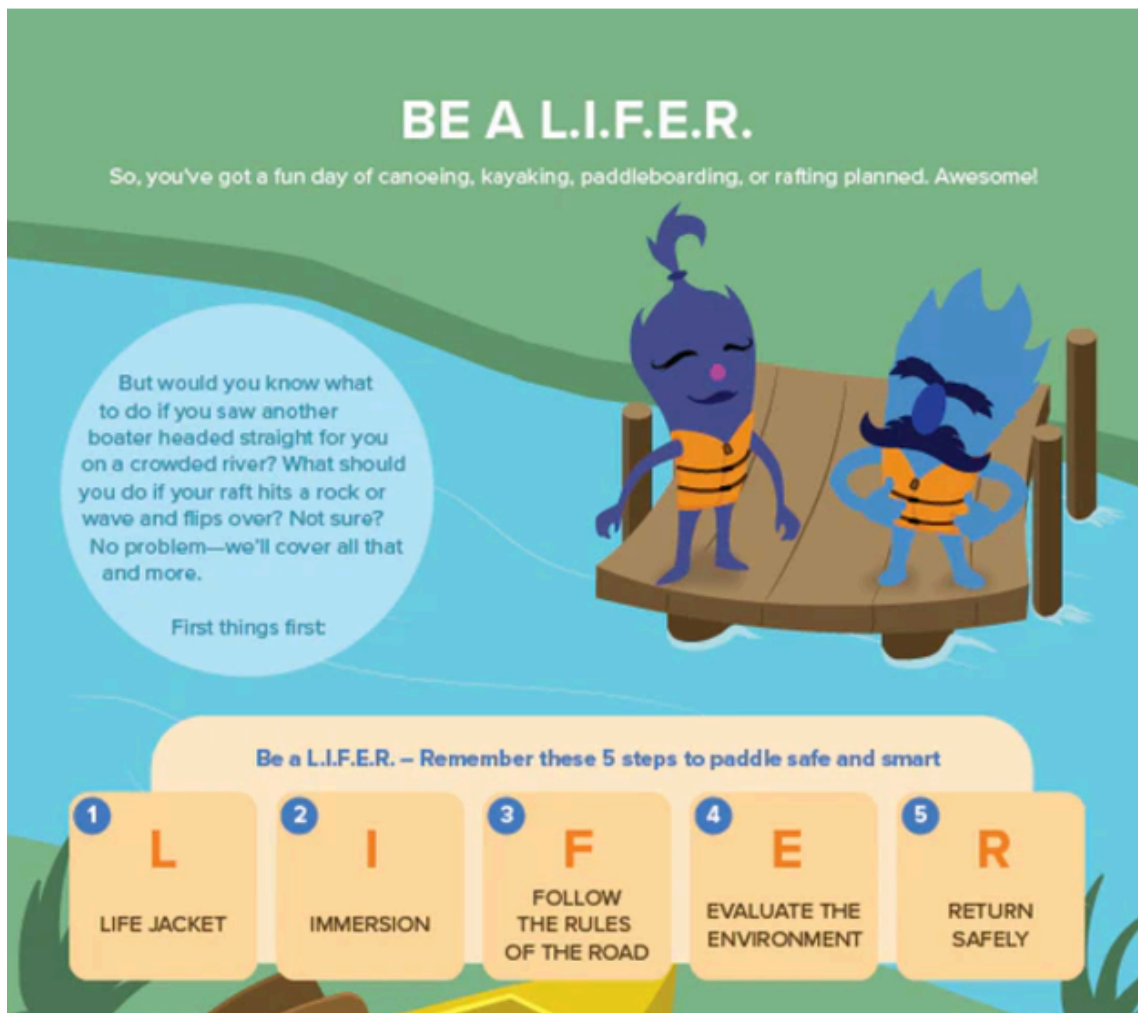 BE A L.I.F.E.R.
So, you've got a fun day of canoeing, kayaking, paddleboarding, or rafting planned. Awesome!
But would you know what
to do if you saw another
boater headed straight for you
on a crowded river? What should
you do if your raft hits a rock or
wave and flips over? Not sure?
No problem—we'll cover all that
and more.
First things first:
Be a L.I.F.E.R. – Remember these 5 steps to paddle safe and smart
1
L
LIFE JACKET
2
I
IMMERSION
3
F
FOLLOW
THE RULES
OF THE ROAD
4
E
EVALUATE THE
ENVIRONMENT
5
R
RETURN
SAFELY